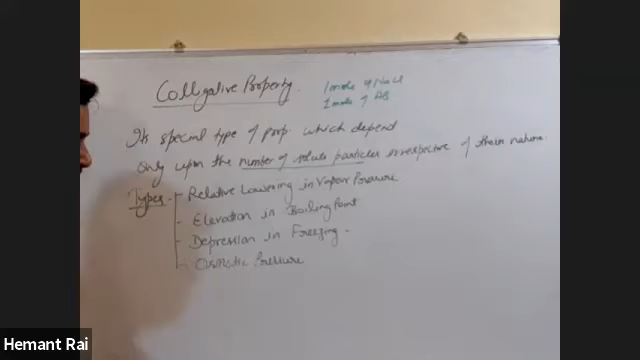 Colligative Property.
1 mole of NaCl
1 mole of AB
Its special type of prop. which depend
Only upon the number of solute particles irrespective of their nature.
Types -
- Relative Lowering in Vapour Pressure
- Elevation in Boiling Point
- Depression in Freezing.
- Osmotic Pressure
Hemant Rai